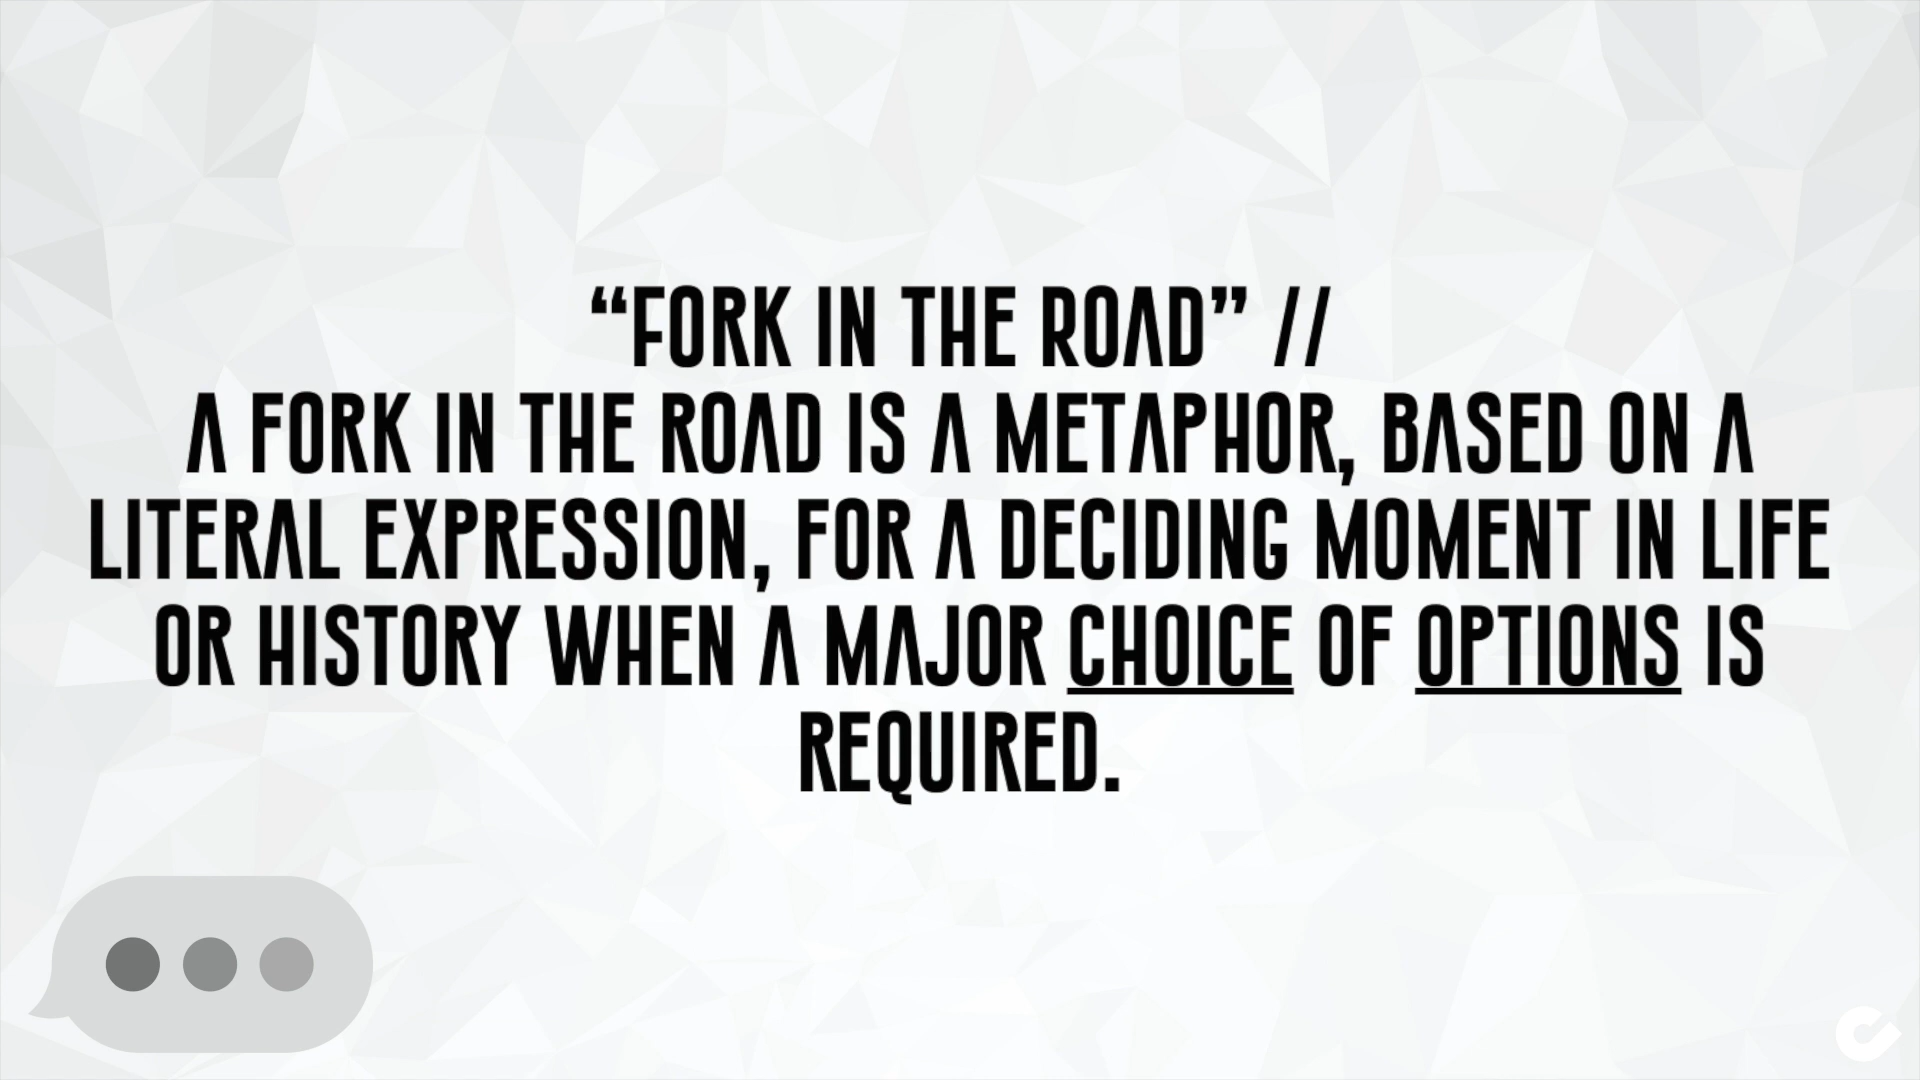 “FORK IN THE ROAD” //
A FORK IN THE ROAD IS A METAPHOR, BASED ON A
LITERAL EXPRESSION, FOR A DECIDING MOMENT IN LIFE
OR HISTORY WHEN A MAJOR CHOICE OF OPTIONS IS
REQUIRED.